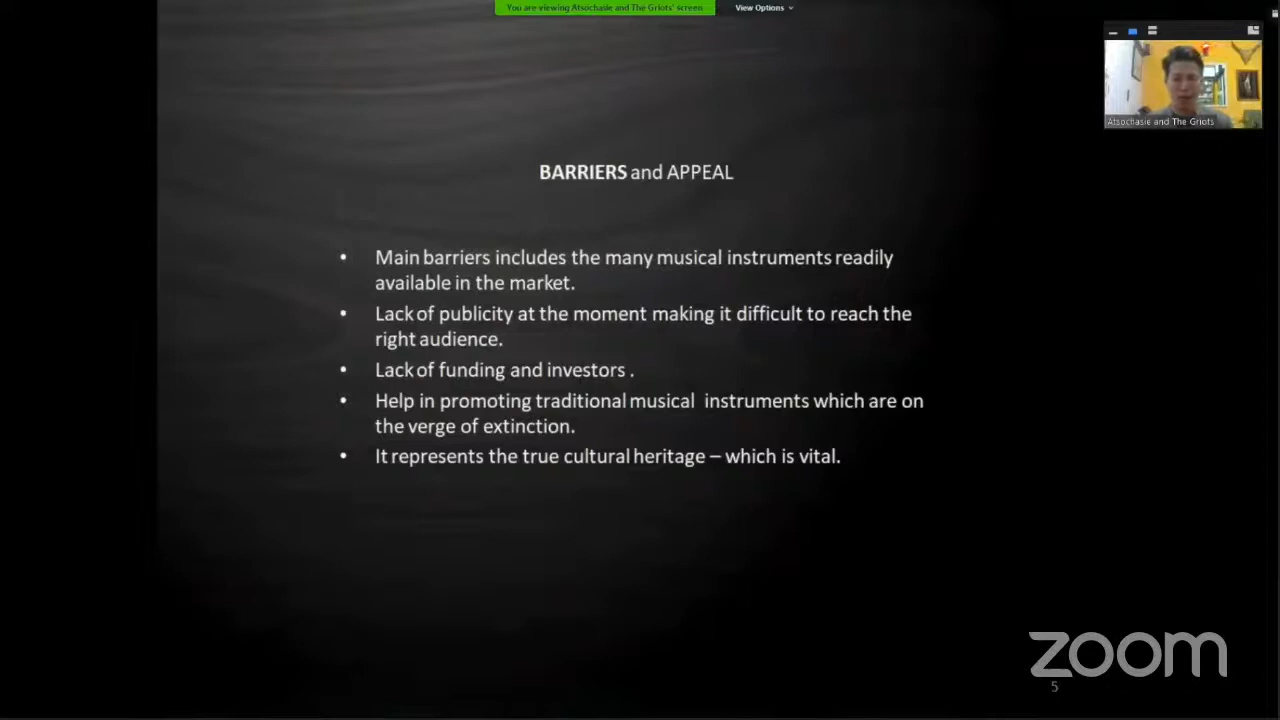 You are viewing Atsochasie and The Griots' screen
View Options
Atsochasie and The Griots
BARRIERS and APPEAL
• Main barriers includes the many musical instruments readily
available in the market.
• Lack of publicity at the moment making it difficult to reach the
right audience.
• Lack of funding and investors .
• Help in promoting traditional musical instruments which are on
the verge of extinction.
• It represents the true cultural heritage – which is vital.
zoom
5